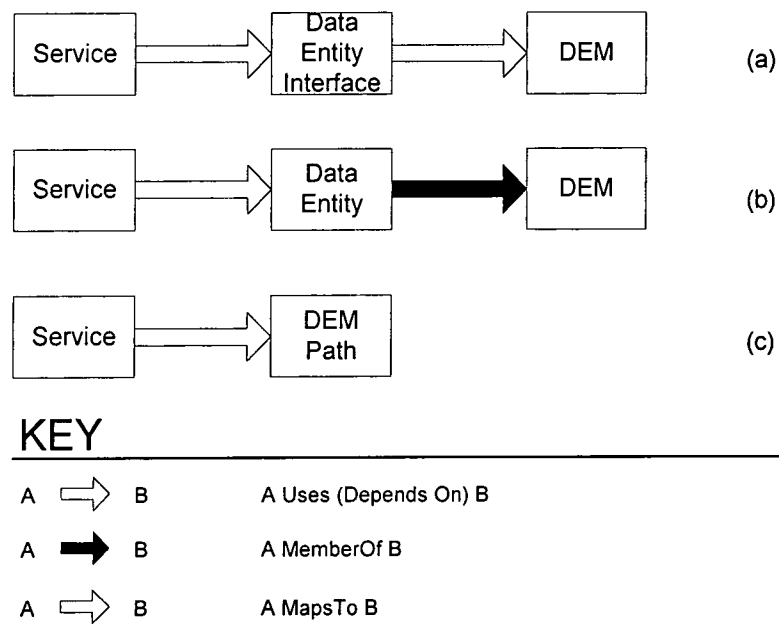 Service
Data
Entity
Interface
DEM
(a)
Service
Data
Entity
DEM
(b)
Service
DEM
Path
(c)
KEY
A B A Uses (Depends On) B
A B A MemberOf B
A B A MapsTo B